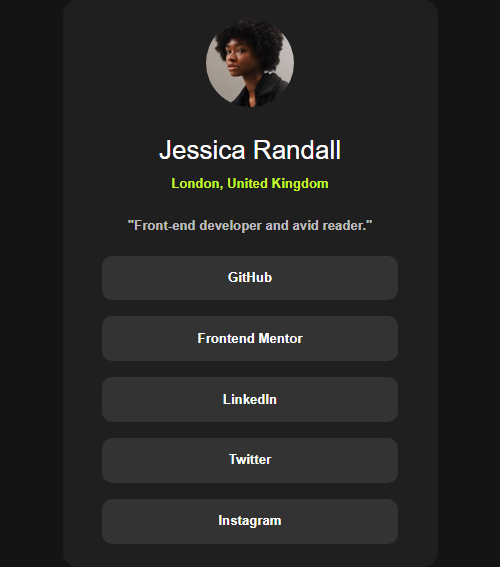 Jessica Randall
London, United Kingdom
"Front-end developer and avid reader."
GitHub
Frontend Mentor
LinkedIn
Twitter
Instagram